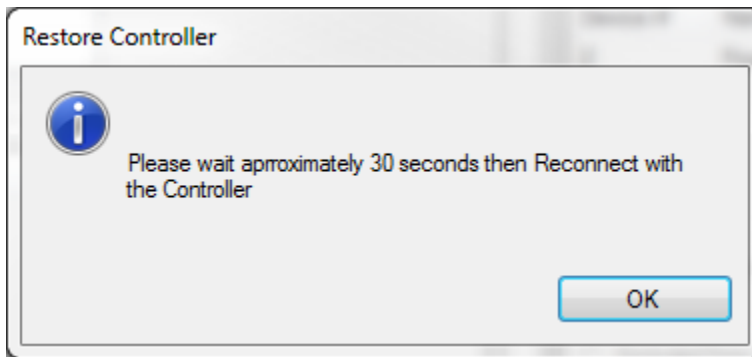 Restore Controller
Please wait aprroximately 30 seconds then Reconnect with
the Controller
OK